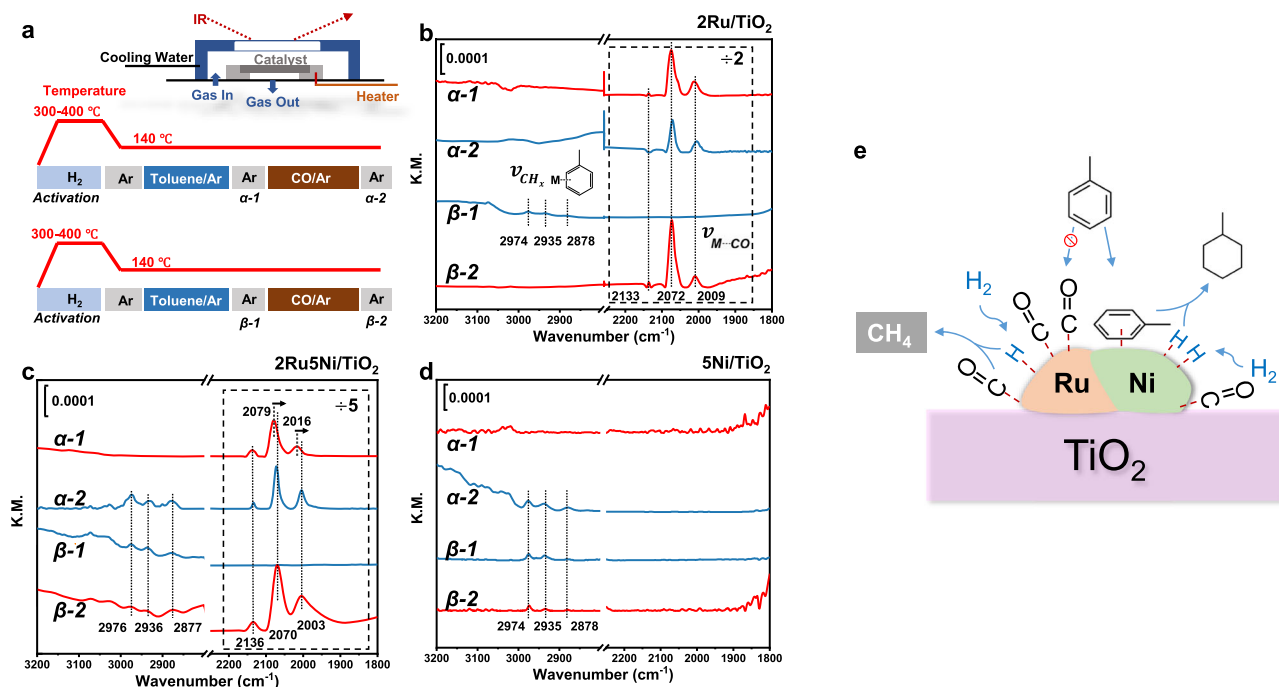 a
IR
Cooling Water
Catalyst
Gas In
Gas Out
Heater
Temperature
300-400 ℃
140 ℃
H2
Ar
Toluene/Ar
Ar
CO/Ar
Ar
Activation
α-1
α-2
300-400 ℃
140 ℃
H2
Ar
Toluene/Ar
Ar
CO/Ar
Ar
Activation
β-1
β-2
b
2Ru/TiO2
0.0001
÷2
α-1
α-2
νCHx
M
β-1
2974 2935 2878
νM···CO
β-2
2133 2072 2009
K.M.
3200 3100 3000 2900 2100 2000 1900 1800
Wavenumber (cm-1)
c
2Ru5Ni/TiO2
0.0001
÷5
2079
2016
α-1
α-2
β-1
β-2
2976 2936 2877
2136 2070 2003
K.M.
3200 3100 3000 2900 2200 2100 2000 1900 1800
Wavenumber (cm-1)
d
5Ni/TiO2
0.0001
α-1
α-2
β-1
β-2
2974 2935 2878
K.M.
3200 3100 3000 2900 2200 2100 2000 1900 1800
Wavenumber (cm-1)
e
H2
CH4
H
O
C
O
C
O
C
H
H
H2
O
C
Ru
Ni
TiO2